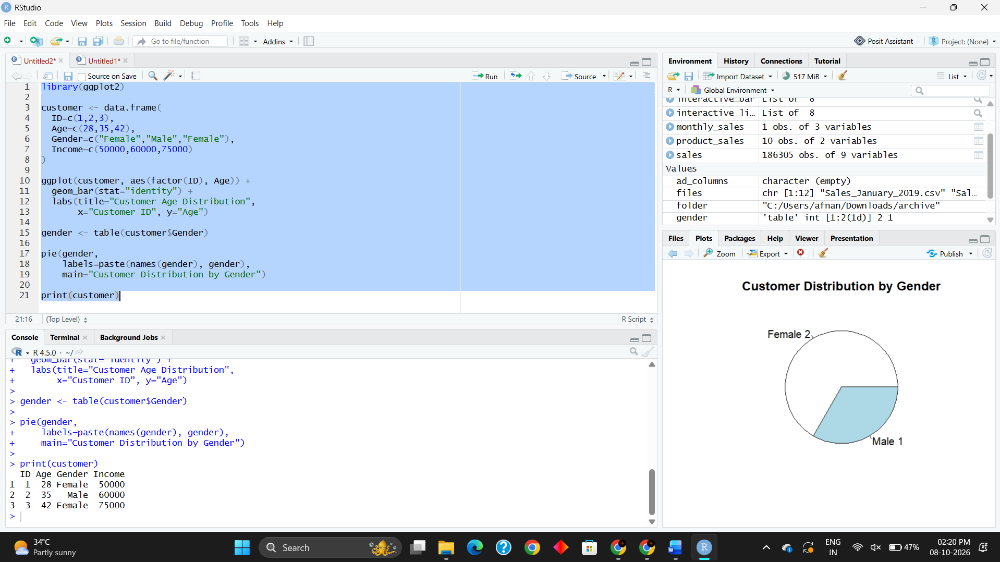 RStudio
File Edit Code View Plots Session Build Debug Profile Tools Help
Go to file/function Addins Posit Assistant Project: (None)
Untitled2* Untitled1*
Source on Save Run Source
1 library(ggplot2)
2
3 customer <- data.frame(
4 ID=c(1,2,3),
5 Age=c(28,35,42),
6 Gender=c("Female","Male","Female"),
7 Income=c(50000,60000,75000)
8 )
9
10 ggplot(customer, aes(factor(ID), Age)) +
11 geom_bar(stat="identity") +
12 labs(title="Customer Age Distribution",
13 x="Customer ID", y="Age")
14
15 gender <- table(customer$Gender)
16
17 pie(gender,
18 labels=paste(names(gender), gender),
19 main="Customer Distribution by Gender")
20
21 print(customer)
21:16 (Top Level) R Script
Console Terminal Background Jobs
R 4.5.0 · ~/
+ geom_bar(stat="identity") +
+ labs(title="Customer Age Distribution",
+ x="Customer ID", y="Age")
>
> gender <- table(customer$Gender)
>
> pie(gender,
+ labels=paste(names(gender), gender),
+ main="Customer Distribution by Gender")
>
> print(customer)
ID Age Gender Income
1 1 28 Female 50000
2 2 35 Male 60000
3 3 42 Female 75000
>
Environment History Connections Tutorial
Import Dataset 517 MiB List
R Global Environment
interactive_bar List of 8
interactive_li… List of 8
monthly_sales 1 obs. of 3 variables
product_sales 10 obs. of 2 variables
sales 186305 obs. of 9 variables
Values
ad_columns character (empty)
files chr [1:12] "Sales_January_2019.csv" "Sal…
folder "C:/Users/afnan/Downloads/archive"
gender 'table' int [1:2(1d)] 2 1
Files Plots Packages Help Viewer Presentation
Zoom Export Publish
Customer Distribution by Gender
Female 2
Male 1
34°C
Partly sunny
Search
ENG
IN
47%
02:20 PM
08-10-2026